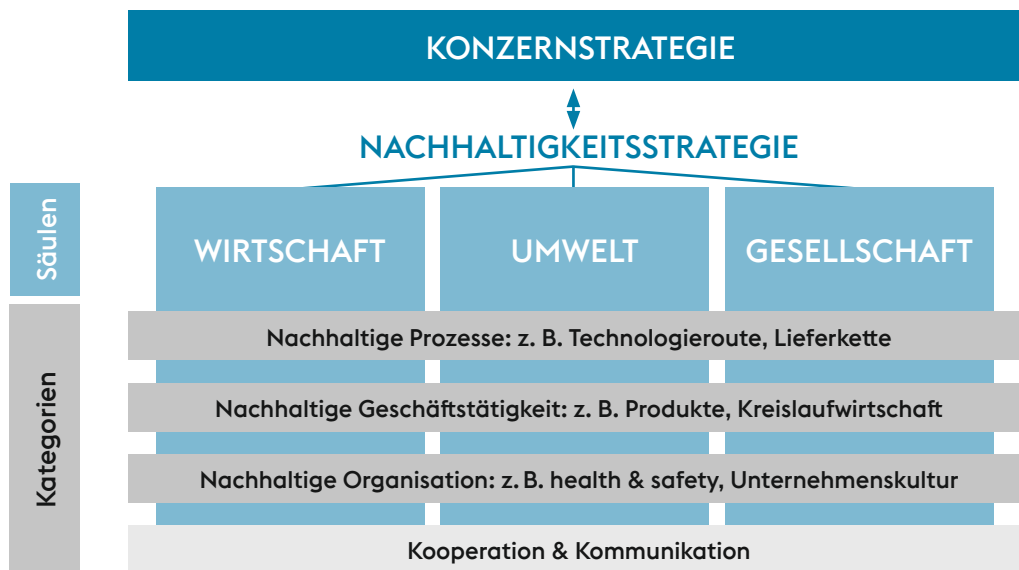 KONZERNSTRATEGIE
NACHHALTIGKEITSSTRATEGIE
Säulen
WIRTSCHAFT
UMWELT
GESELLSCHAFT
Kategorien
Nachhaltige Prozesse: z. B. Technologieroute, Lieferkette
Nachhaltige Geschäftstätigkeit: z. B. Produkte, Kreislaufwirtschaft
Nachhaltige Organisation: z. B. health & safety, Unternehmenskultur
Kooperation & Kommunikation